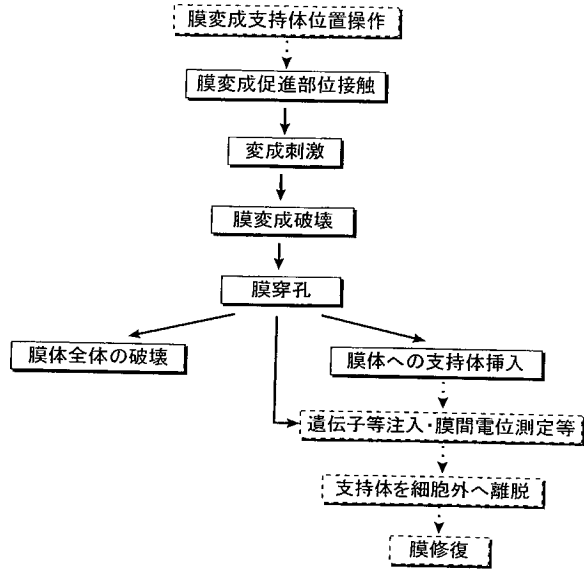 膜変成支持体位置操作
膜変成促進部位接触
変成刺激
膜変成破壊
膜穿孔
膜体全体の破壊
膜体への支持体挿入
遺伝子等注入・膜間電位測定等
支持体を細胞外へ離脱
膜修復